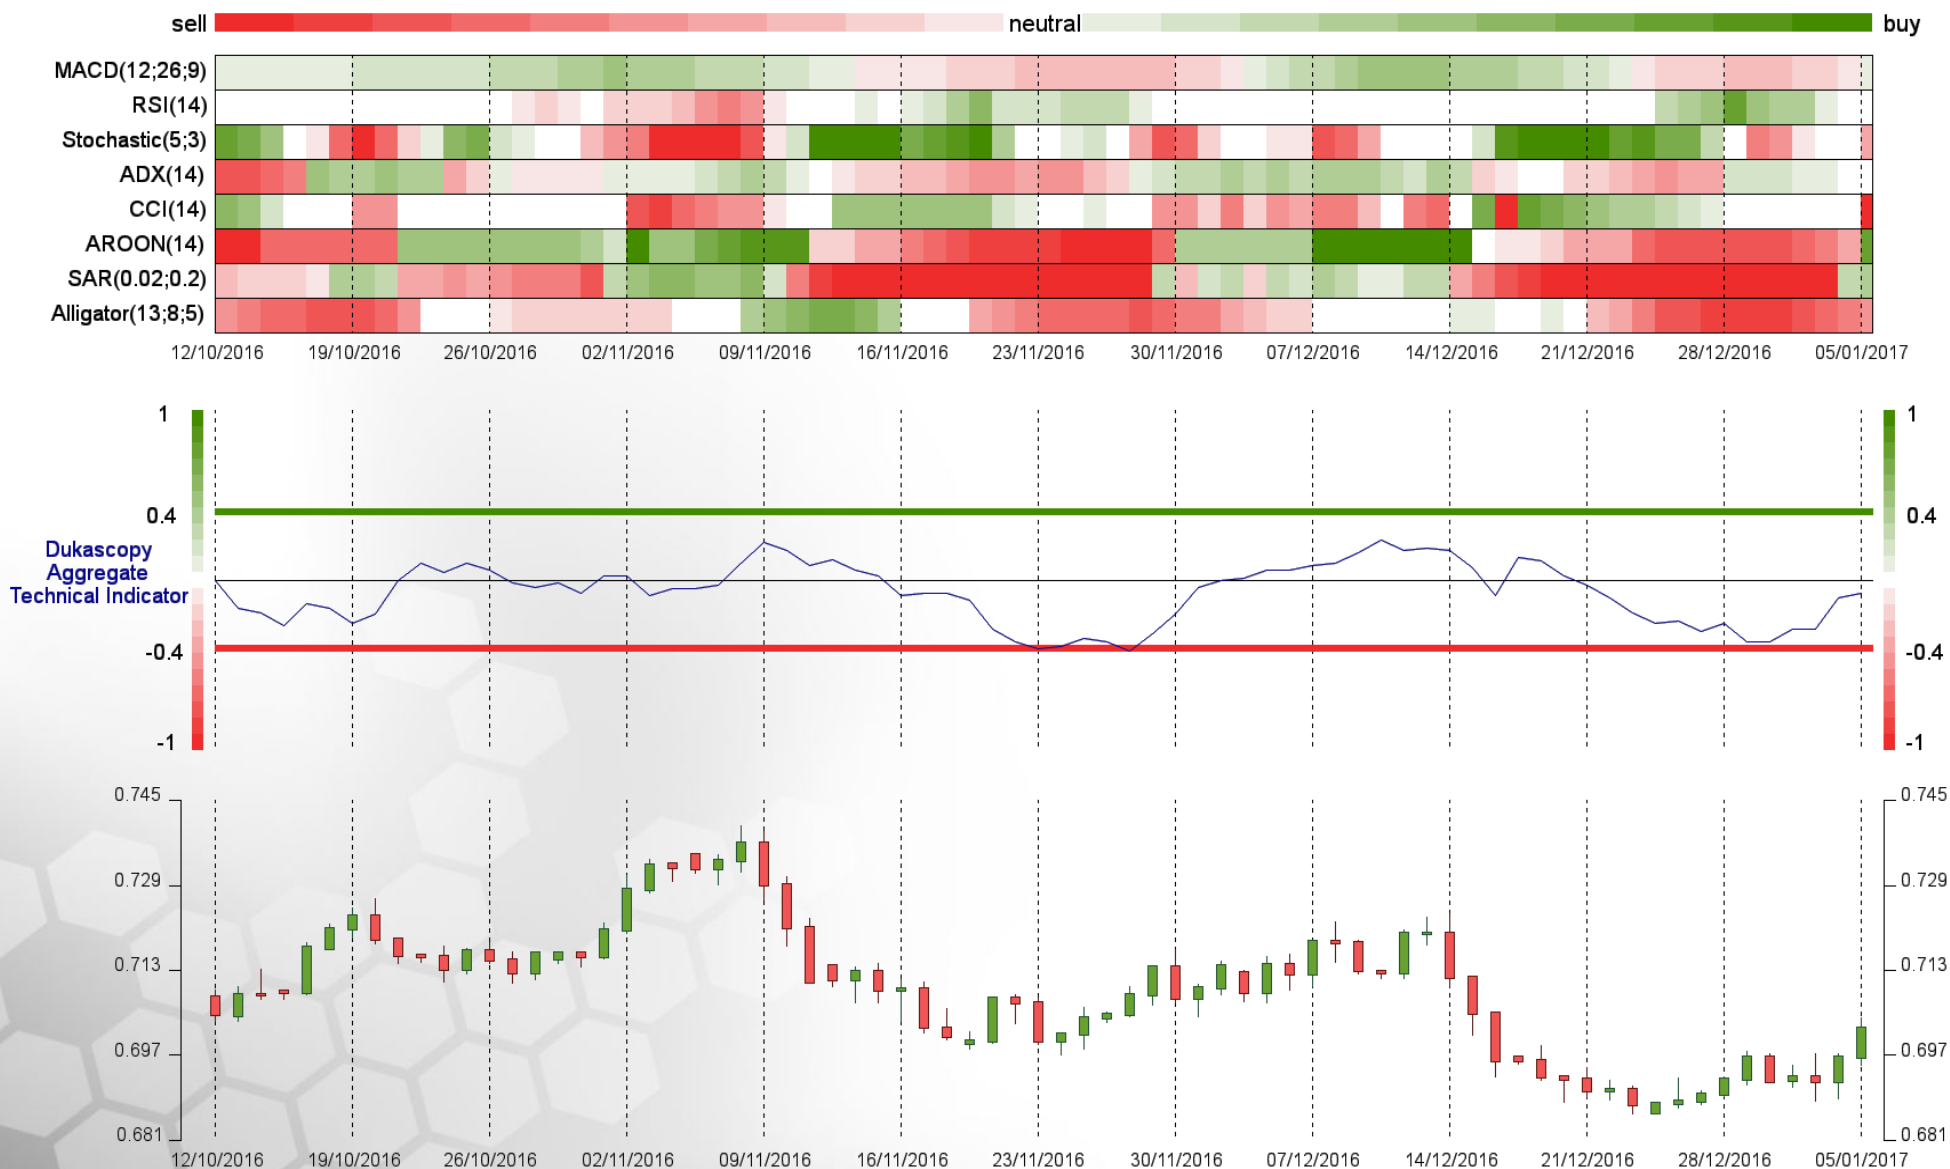 sell neutral buy
MACD(12;26;9)
RSI(14)
Stochastic(5;3)
ADX(14)
CCI(14)
AROON(14)
SAR(0.02;0.2)
Alligator(13;8;5)
12/10/2016 19/10/2016 26/10/2016 02/11/2016 09/11/2016 16/11/2016 23/11/2016 30/11/2016 07/12/2016 14/12/2016 21/12/2016 28/12/2016 05/01/2017
1 1
0.4 0.4
Dukascopy
Aggregate
Technical Indicator
-0.4 -0.4
-1 -1
0.745 0.745
0.729 0.729
0.713 0.713
0.697 0.697
0.681 0.681
12/10/2016 19/10/2016 26/10/2016 02/11/2016 09/11/2016 16/11/2016 23/11/2016 30/11/2016 07/12/2016 14/12/2016 21/12/2016 28/12/2016 05/01/2017